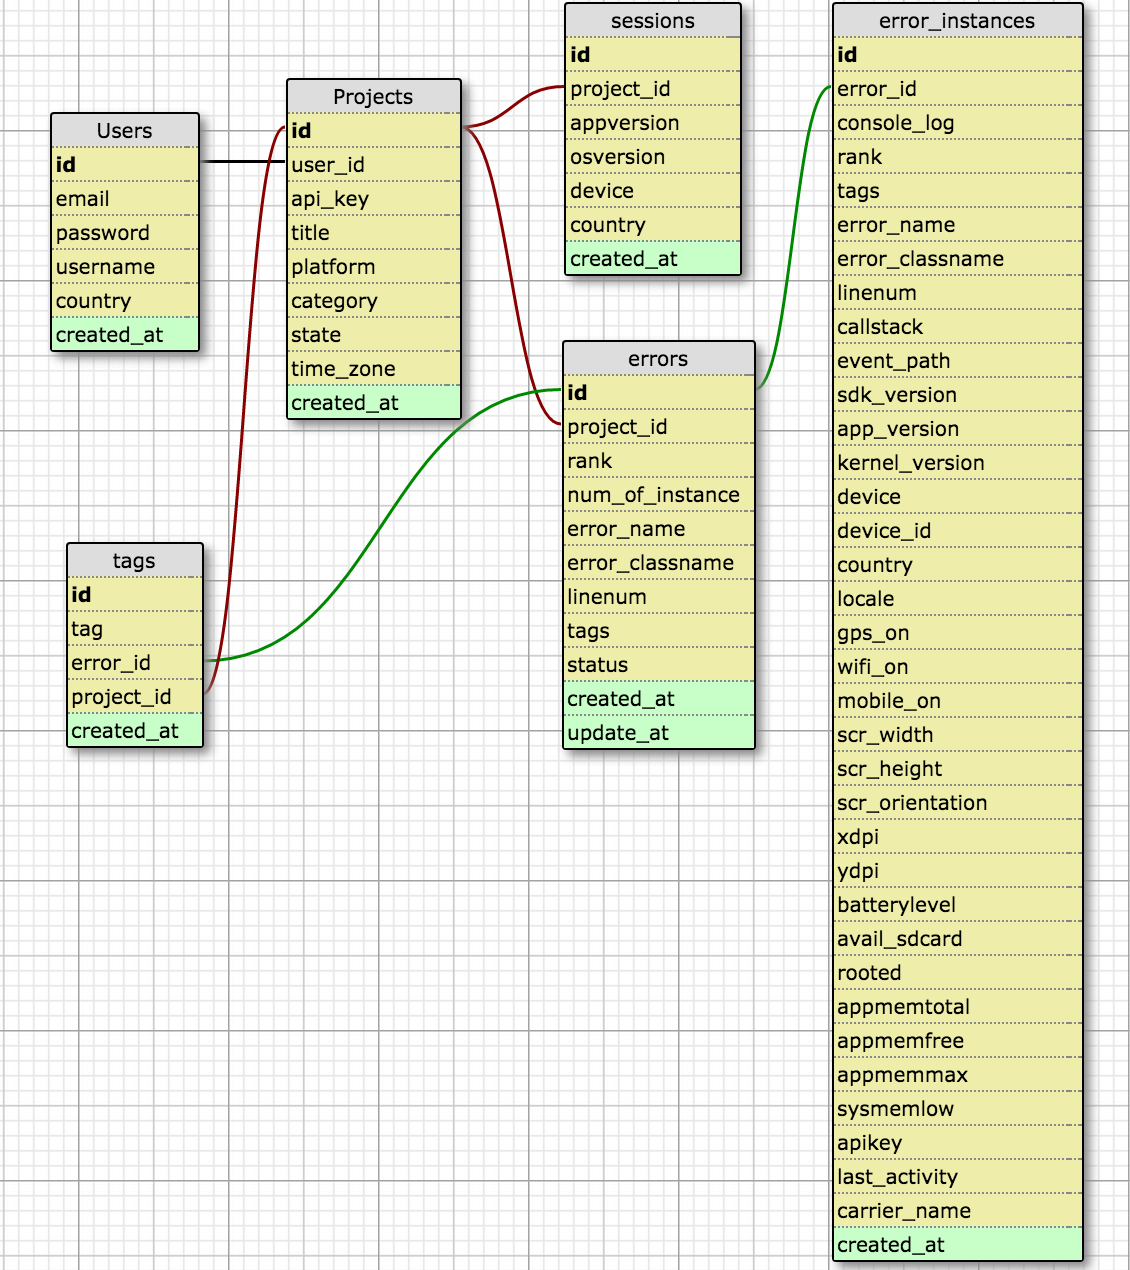 Users
id
email
password
username
country
created_at
Projects
id
user_id
api_key
title
platform
category
state
time_zone
created_at
sessions
id
project_id
appversion
osversion
device
country
created_at
errors
id
project_id
rank
num_of_instance
error_name
error_classname
linenum
tags
status
created_at
update_at
tags
id
tag
error_id
project_id
created_at
error_instances
id
error_id
console_log
rank
tags
error_name
error_classname
linenum
callstack
event_path
sdk_version
app_version
kernel_version
device
device_id
country
locale
gps_on
wifi_on
mobile_on
scr_width
scr_height
scr_orientation
xdpi
ydpi
batterylevel
avail_sdcard
rooted
appmemtotal
appmemfree
appmemmax
sysmemlow
apikey
last_activity
carrier_name
created_at